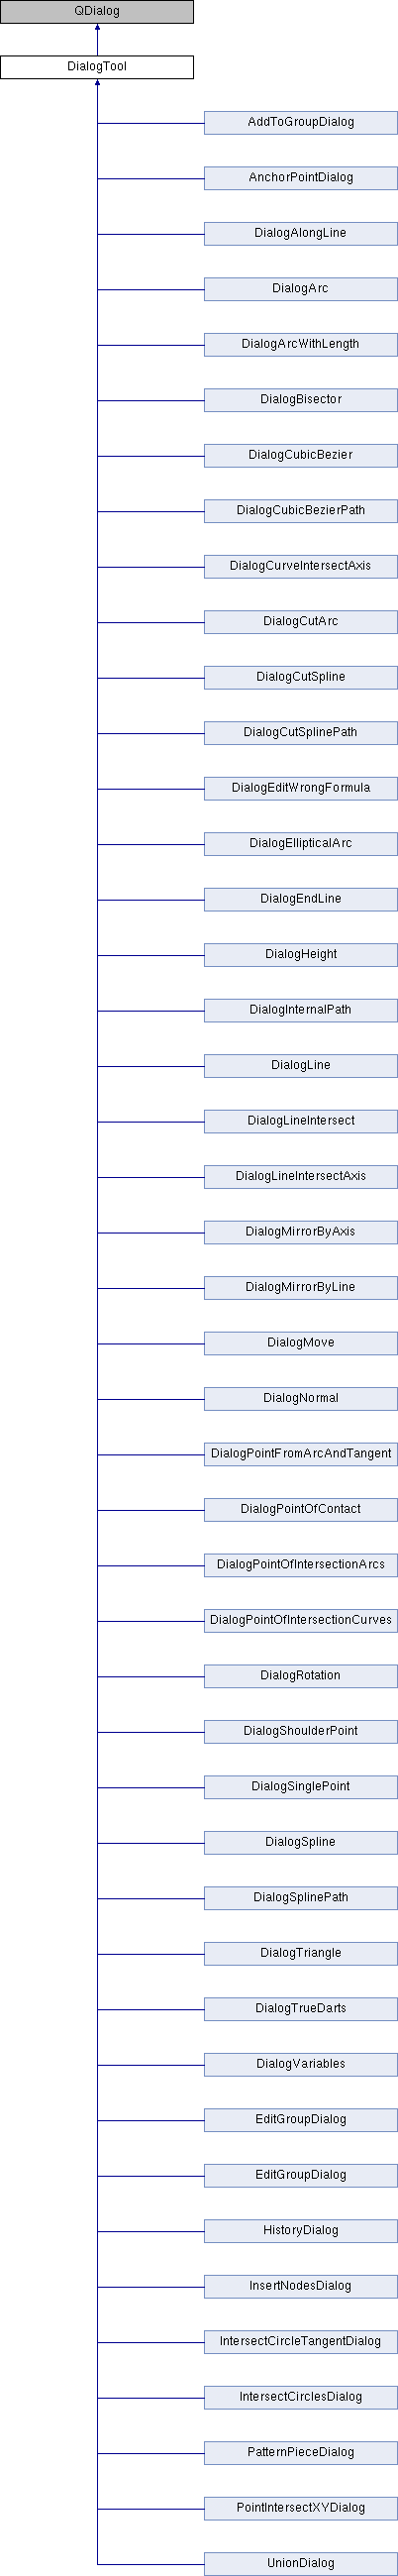 QDialog
DialogTool
AddToGroupDialog
AnchorPointDialog
DialogAlongLine
DialogArc
DialogArcWithLength
DialogBisector
DialogCubicBezier
DialogCubicBezierPath
DialogCurveIntersectAxis
DialogCutArc
DialogCutSpline
DialogCutSplinePath
DialogEditWrongFormula
DialogEllipticalArc
DialogEndLine
DialogHeight
DialogInternalPath
DialogLine
DialogLineIntersect
DialogLineIntersectAxis
DialogMirrorByAxis
DialogMirrorByLine
DialogMove
DialogNormal
DialogPointFromArcAndTangent
DialogPointOfContact
DialogPointOfIntersectionArcs
DialogPointOfIntersectionCurves
DialogRotation
DialogShoulderPoint
DialogSinglePoint
DialogSpline
DialogSplinePath
DialogTriangle
DialogTrueDarts
DialogVariables
EditGroupDialog
EditGroupDialog
HistoryDialog
InsertNodesDialog
IntersectCircleTangentDialog
IntersectCirclesDialog
PatternPieceDialog
PointIntersectXYDialog
UnionDialog